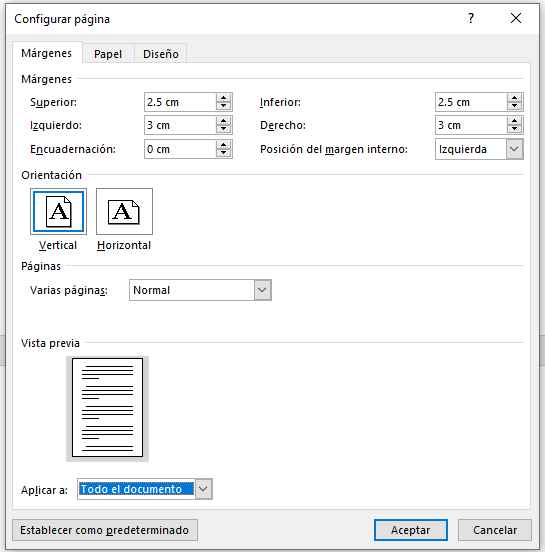 Configurar página
Márgenes Papel Diseño
Márgenes
Superior: 2.5 cm Inferior: 2.5 cm
Izquierdo: 3 cm Derecho: 3 cm
Encuadernación: 0 cm Posición del margen interno: Izquierda
Orientación
A A
Vertical Horizontal
Páginas
Varias páginas: Normal
Vista previa
Aplicar a: Todo el documento
Establecer como predeterminado Aceptar Cancelar